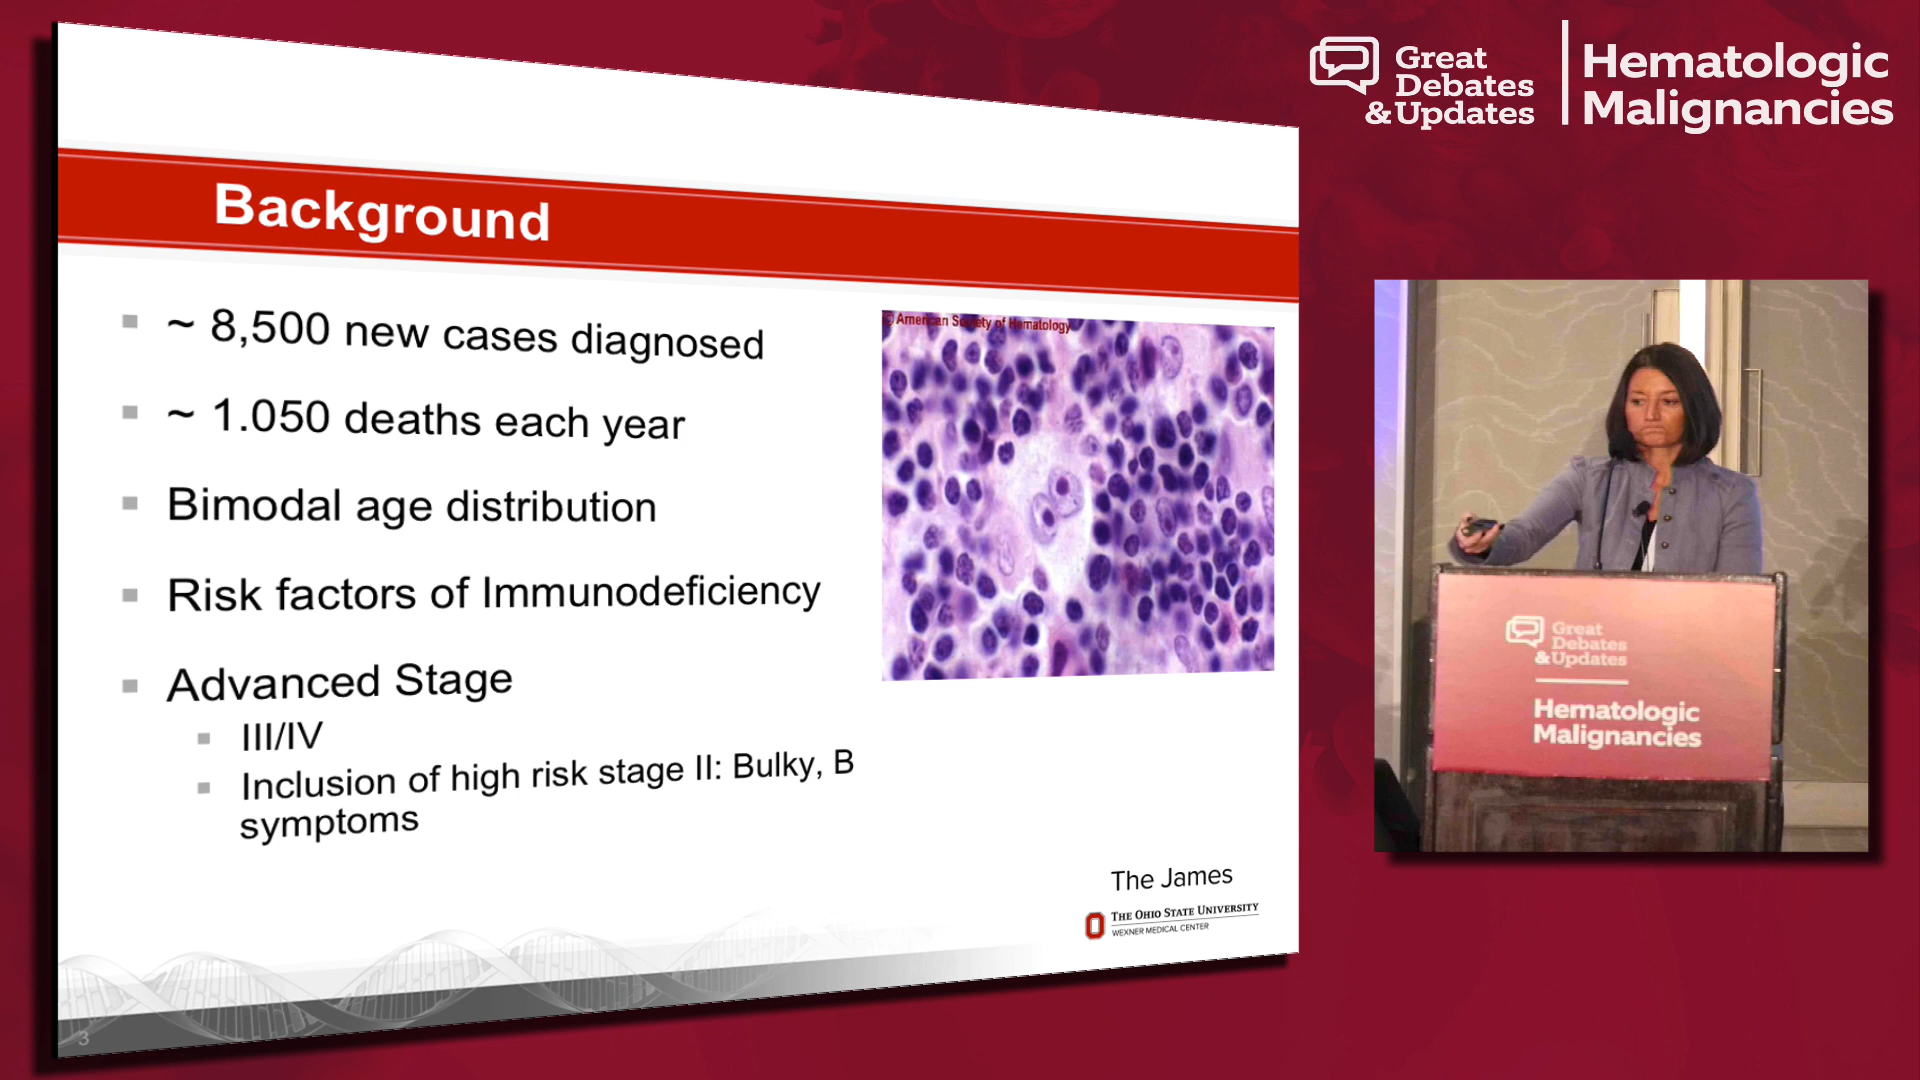 Great
Debates
& Updates
Hematologic
Malignancies
Background
~ 8,500 new cases diagnosed
~ 1.050 deaths each year
Bimodal age distribution
Risk factors of Immunodeficiency
Advanced Stage
III/IV
Inclusion of high risk stage II: Bulky, B
symptoms
© American Society of Hematology
The James
THE OHIO STATE UNIVERSITY
WEXNER MEDICAL CENTER
3
Great
Debates
& Updates
Hematologic
Malignancies